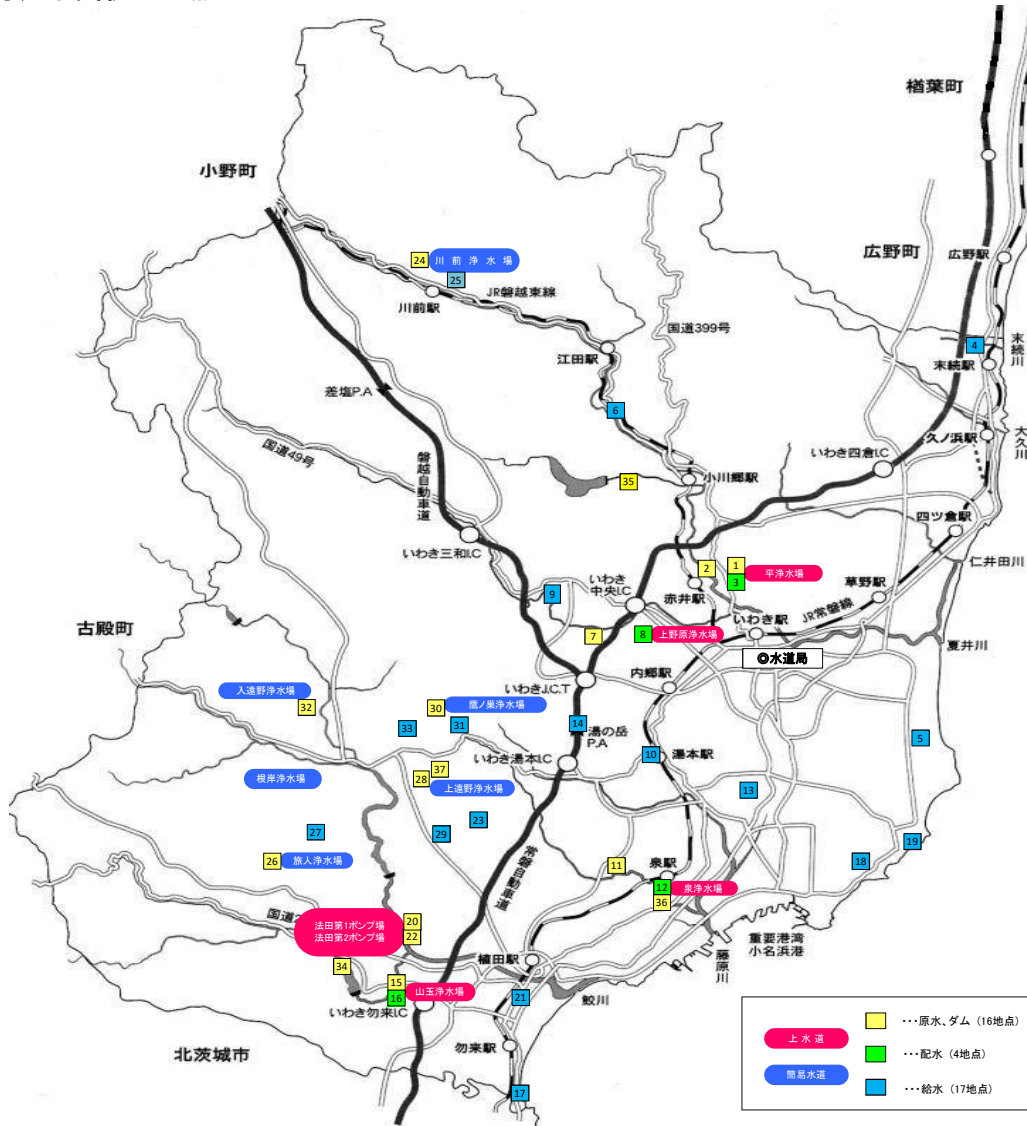 楢葉町
小野町
広野町
広野駅
24
川前浄水場
25
JR磐越東線
川前駅
国道399号
末続川
4
末続駅
江田駅
差塩P.A
6
大久川
久ノ浜駅
国道49号
いわき四倉I.C
磐越自動車道
35
小川郷駅
四ツ倉駅
いわき三和I.C
仁井田川
2
1
平浄水場
3
いわき中央I.C
赤井駅
草野駅
9
JR常磐線
古殿町
7
8
上野原浄水場
いわき駅
夏井川
◎水道局
入遠野浄水場
いわきJ.C.T
内郷駅
32
30
鷹ノ巣浄水場
33
31
14
湯の岳P.A
5
10
湯本駅
いわき湯本I.C
37
根岸浄水場
28
上遠野浄水場
13
23
27
29
常磐自動車道
19
26
旅人浄水場
11
泉駅
18
12
泉浄水場
36
国道2
法田第1ポンプ場
20
法田第2ポンプ場
22
重要港湾
小名浜港
藤原川
植田駅
34
15
山玉浄水場
16
いわき勿来I.C
21
鮫川
北茨城市
勿来駅
17
上水道
簡易水道
・・・原水、ダム (16地点)
・・・配水 (4地点)
・・・給水 (17地点)